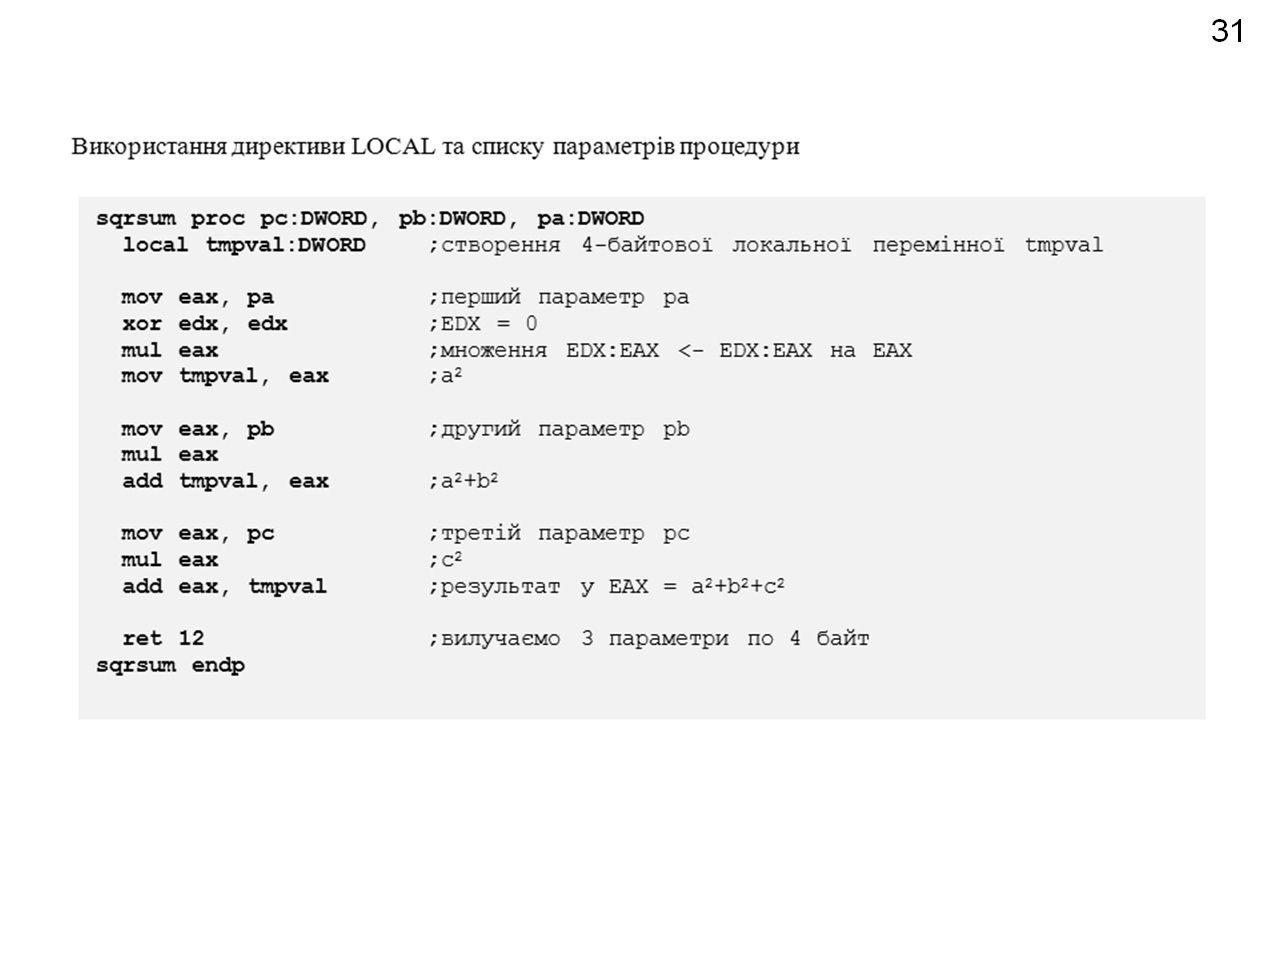 31
Використання директиви LOCAL та списку параметрів процедури
sqrsum proc pc:DWORD, pb:DWORD, pa:DWORD
local tmpval:DWORD ;створення 4-байтової локальної перемінної tmpval
mov eax, pa ;перший параметр pa
xor edx, edx ;EDX = 0
mul eax ;множення EDX:EAX <- EDX:EAX на EAX
mov tmpval, eax ;a²
mov eax, pb ;другий параметр pb
mul eax
add tmpval, eax ;a²+b²
mov eax, pc ;третій параметр pc
mul eax ;c²
add eax, tmpval ;результат у EAX = a²+b²+c²
ret 12 ;вилучаємо 3 параметри по 4 байт
sqrsum endp